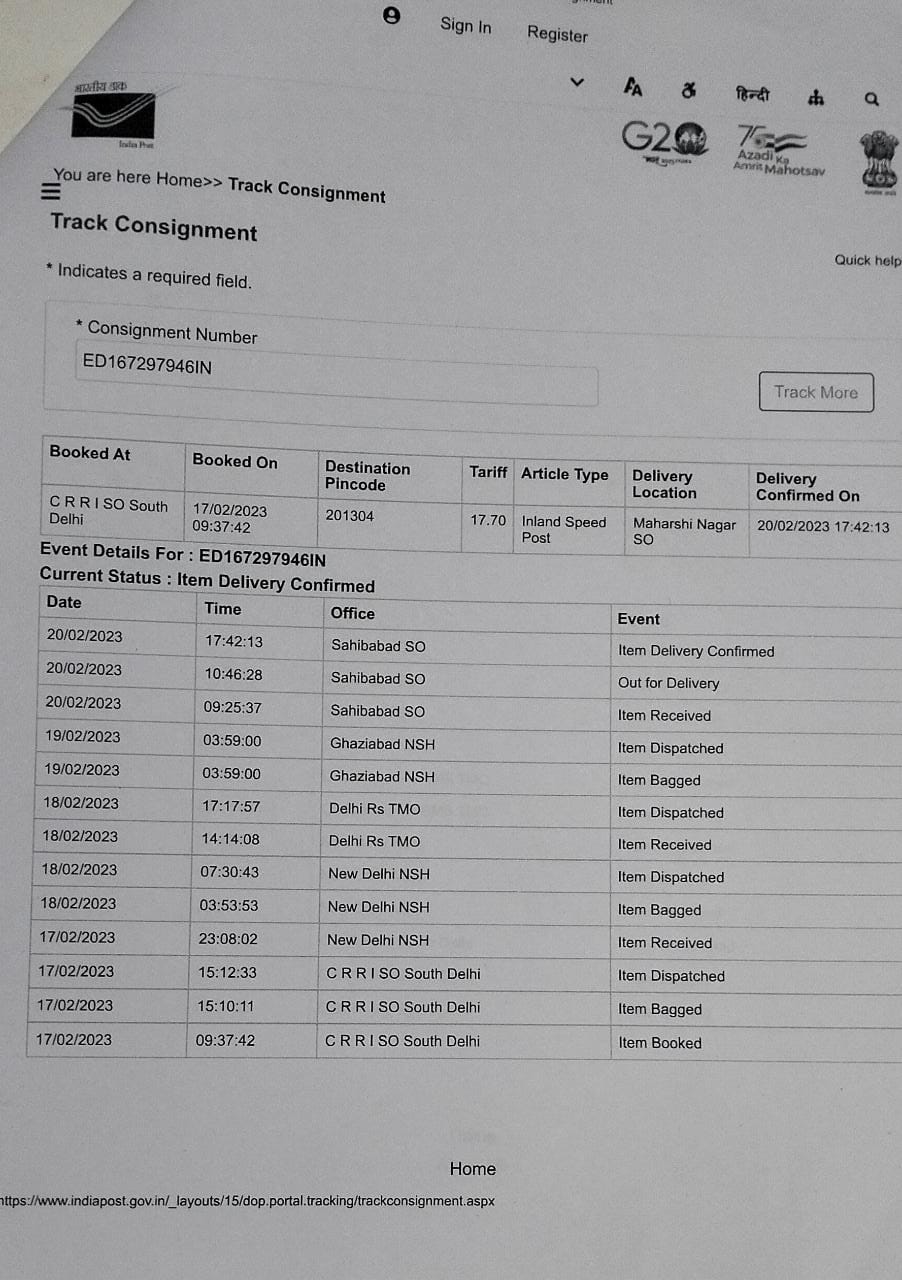 Sign In Register
हिन्दी
भारतीय डाक
India Post
G20
75
Azadi Ka
Amrit Mahotsav
You are here Home>> Track Consignment
Track Consignment
Quick help
* Indicates a required field.
* Consignment Number
ED167297946IN
Track More
Booked At Booked On Destination Pincode Tariff Article Type Delivery Location Delivery Confirmed On
C R R I SO South Delhi 17/02/2023 09:37:42 201304 17.70 Inland Speed Post Maharshi Nagar SO 20/02/2023 17:42:13
Event Details For : ED167297946IN
Current Status : Item Delivery Confirmed
Date Time Office Event
20/02/2023 17:42:13 Sahibabad SO Item Delivery Confirmed
20/02/2023 10:46:28 Sahibabad SO Out for Delivery
20/02/2023 09:25:37 Sahibabad SO Item Received
19/02/2023 03:59:00 Ghaziabad NSH Item Dispatched
19/02/2023 03:59:00 Ghaziabad NSH Item Bagged
18/02/2023 17:17:57 Delhi Rs TMO Item Dispatched
18/02/2023 14:14:08 Delhi Rs TMO Item Received
18/02/2023 07:30:43 New Delhi NSH Item Dispatched
18/02/2023 03:53:53 New Delhi NSH Item Bagged
17/02/2023 23:08:02 New Delhi NSH Item Received
17/02/2023 15:12:33 C R R I SO South Delhi Item Dispatched
17/02/2023 15:10:11 C R R I SO South Delhi Item Bagged
17/02/2023 09:37:42 C R R I SO South Delhi Item Booked
Home
https://www.indiapost.gov.in/_layouts/15/dop.portal.tracking/trackconsignment.aspx